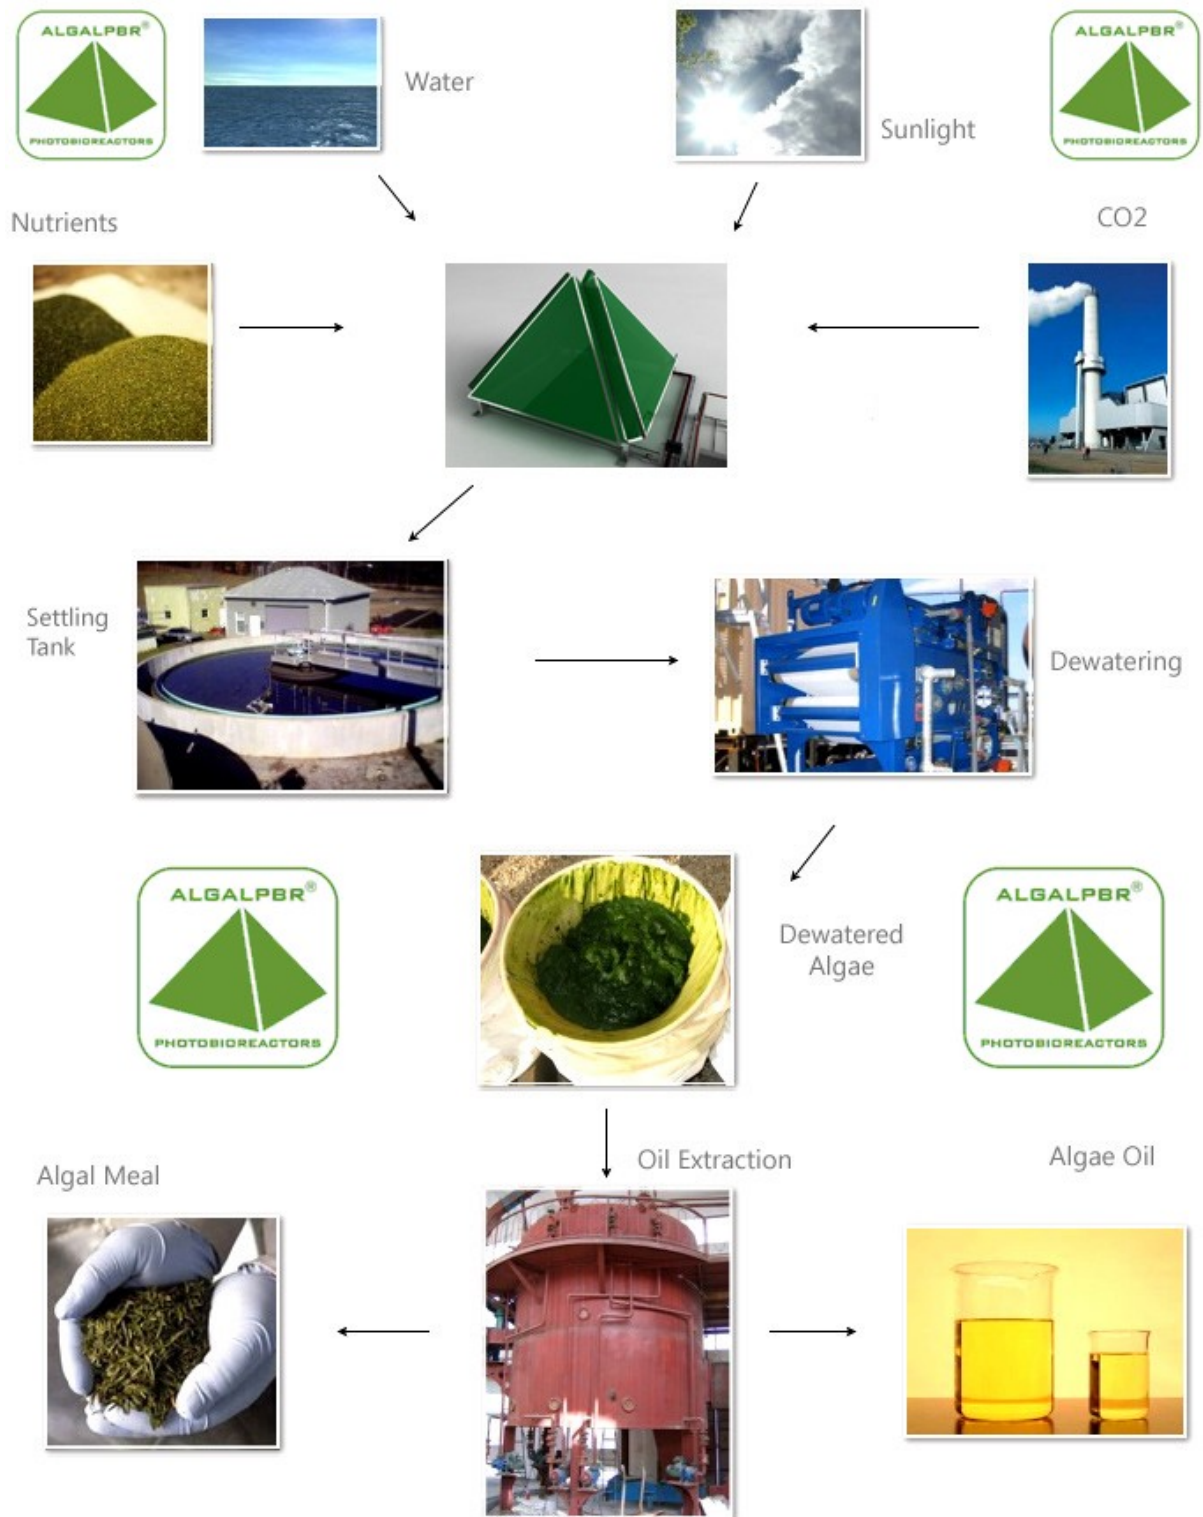 ALGALPBR®
PHOTOBIOREACTORS
Water
Sunlight
ALGALPBR®
PHOTOBIOREACTORS
Nutrients
CO2
Settling
Tank
Dewatering
ALGALPBR®
PHOTOBIOREACTORS
Dewatered
Algae
ALGALPBR®
PHOTOBIOREACTORS
Algal Meal
Oil Extraction
Algae Oil